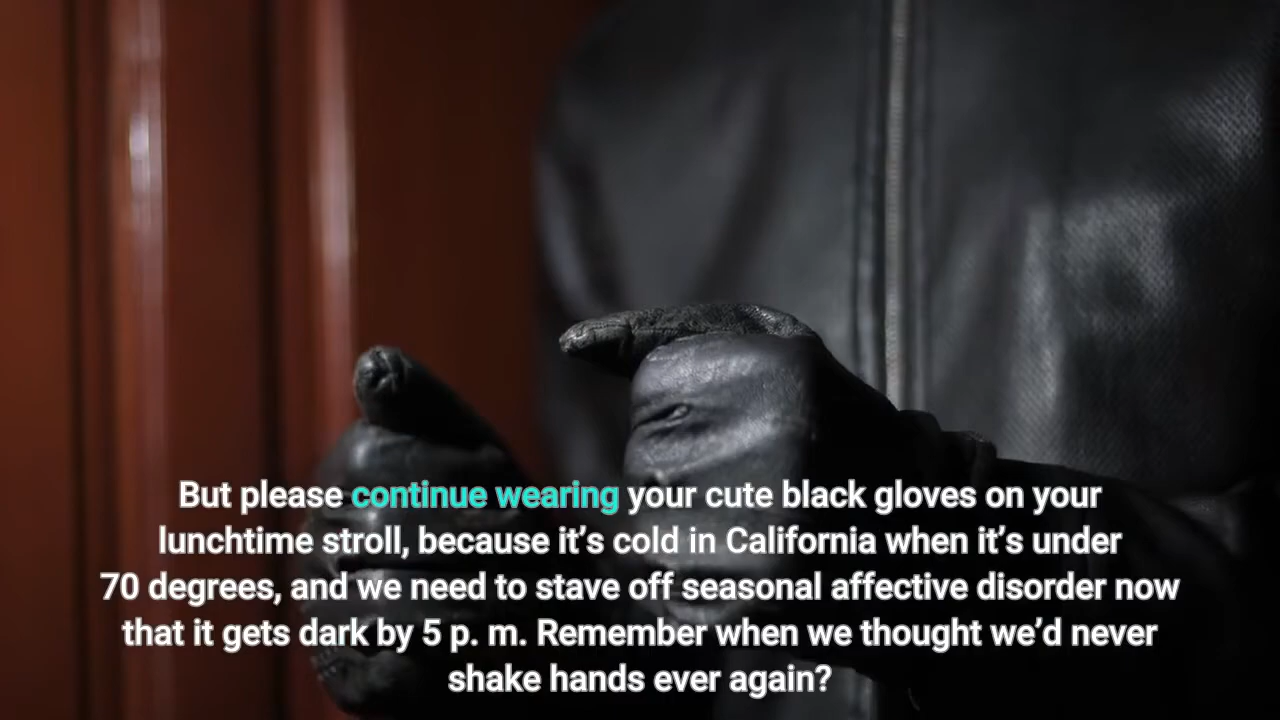 But please continue wearing your cute black gloves on your
lunchtime stroll, because it’s cold in California when it’s under
70 degrees, and we need to stave off seasonal affective disorder now
that it gets dark by 5 p. m. Remember when we thought we’d never
shake hands ever again?